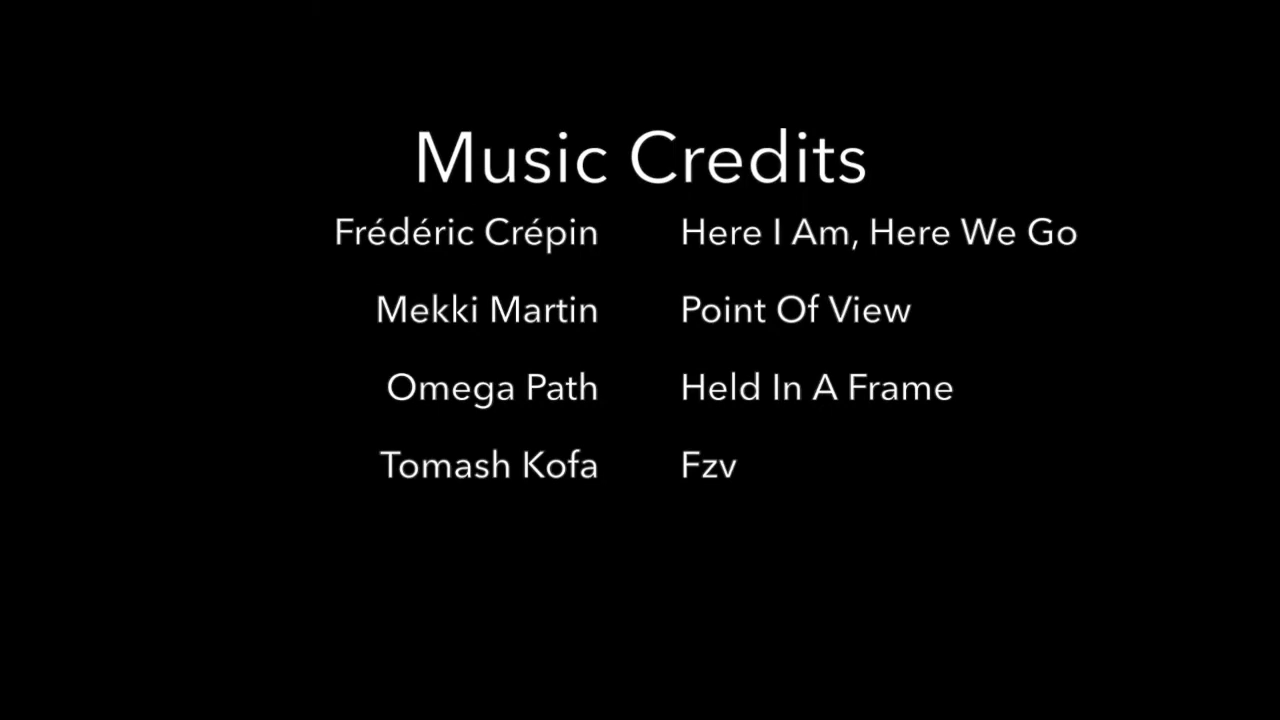 Music Credits
Frédéric Crépin Here I Am, Here We Go
Mekki Martin Point Of View
Omega Path Held In A Frame
Tomash Kofa Fzv